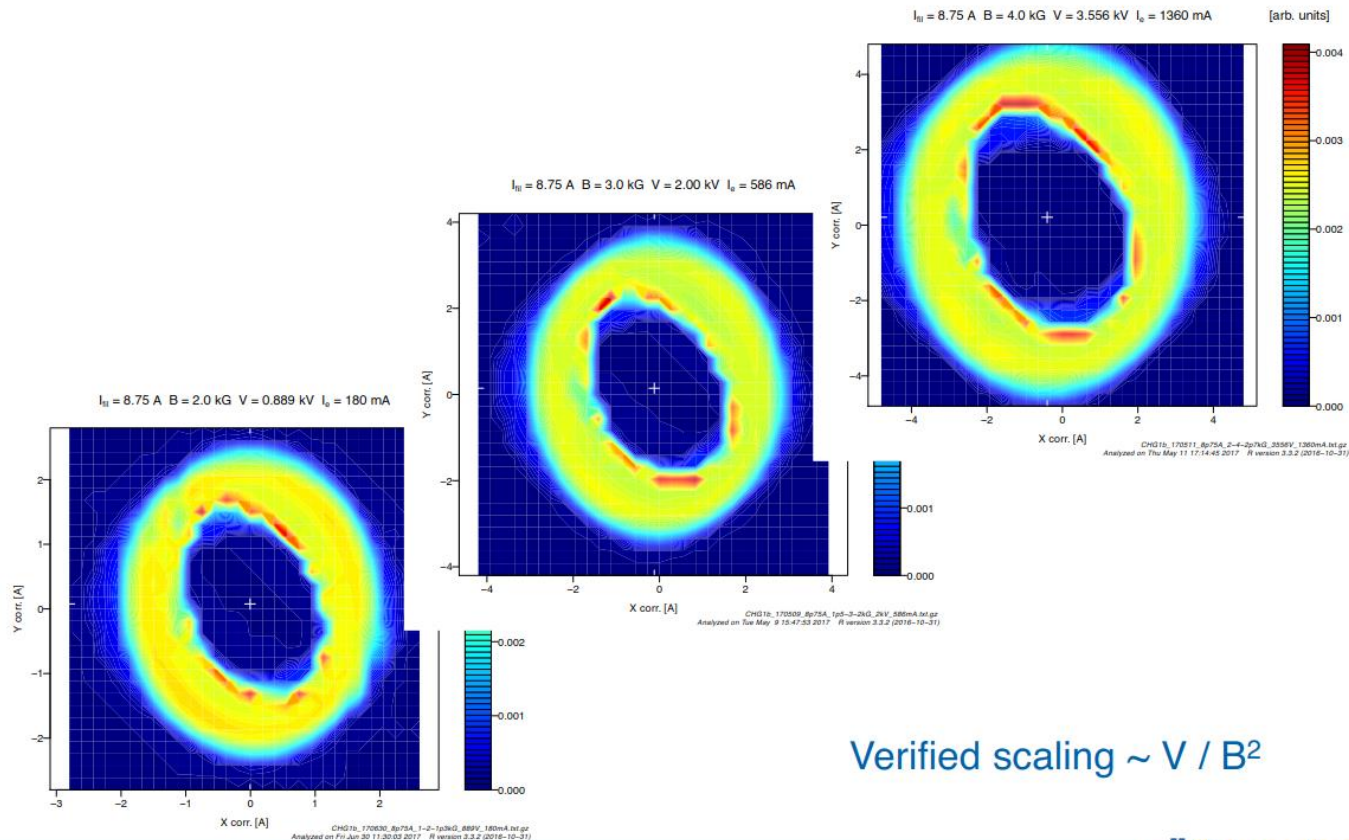 I_fil = 8.75 A B = 4.0 kG V = 3.556 kV I_e = 1360 mA
[arb. units]
0.004
0.003
0.002
0.001
0.000
4
2
0
−2
−4
Y corr. [A]
−4
−2
0
2
4
X corr. [A]
CHG1b_170511_8p75A_2−4−2p7kG_3556V_1360mA.txt.gz
Analyzed on Thu May 11 17:14:45 2017 R version 3.3.2 (2016−10−31)
I_fil = 8.75 A B = 3.0 kG V = 2.00 kV I_e = 586 mA
4
2
0
−2
−4
Y corr. [A]
−4
−2
0
2
4
X corr. [A]
0.001
0.000
CHG1b_170509_8p75A_1p5−3−2kG_2kV_586mA.txt.gz
Analyzed on Tue May 9 15:47:53 2017 R version 3.3.2 (2016−10−31)
I_fil = 8.75 A B = 2.0 kG V = 0.889 kV I_e = 180 mA
2
1
0
−1
−2
Y corr. [A]
−3
−2
−1
0
1
2
X corr. [A]
0.002
0.001
0.000
CHG1b_170630_8p75A_1−2−1p3kG_889V_180mA.txt.gz
Analyzed on Fri Jun 30 11:30:03 2017 R version 3.3.2 (2016−10−31)
Verified scaling ~ V / B²